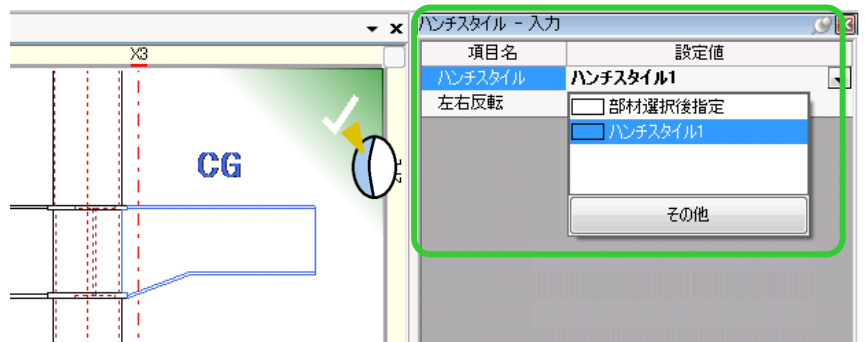 ハンチスタイル - 入力
X3
項目名 設定値
ハンチスタイル ハンチスタイル1
左右反転
部材選択後指定
ハンチスタイル1
その他
CG